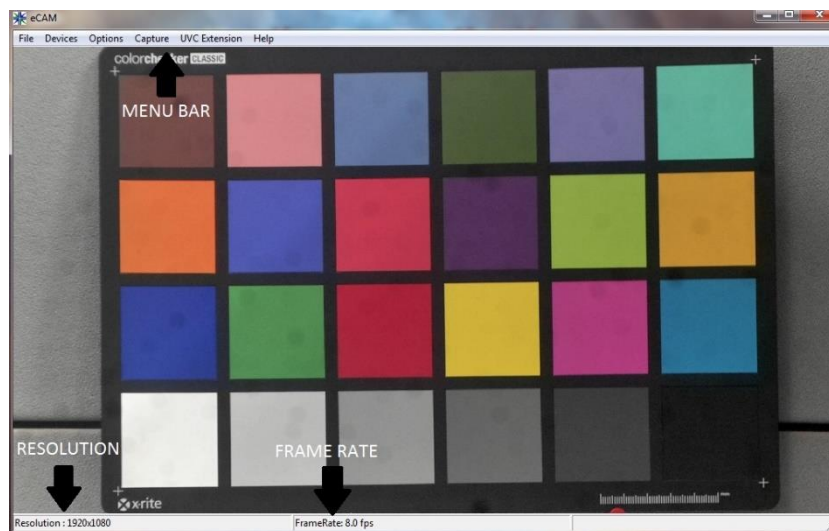 eCAM
File Devices Options Capture UVC Extension Help
colorchecker CLASSIC
MENU BAR
RESOLUTION
FRAME RATE
x-rite
Resolution : 1920x1080
FrameRate: 8.0 fps